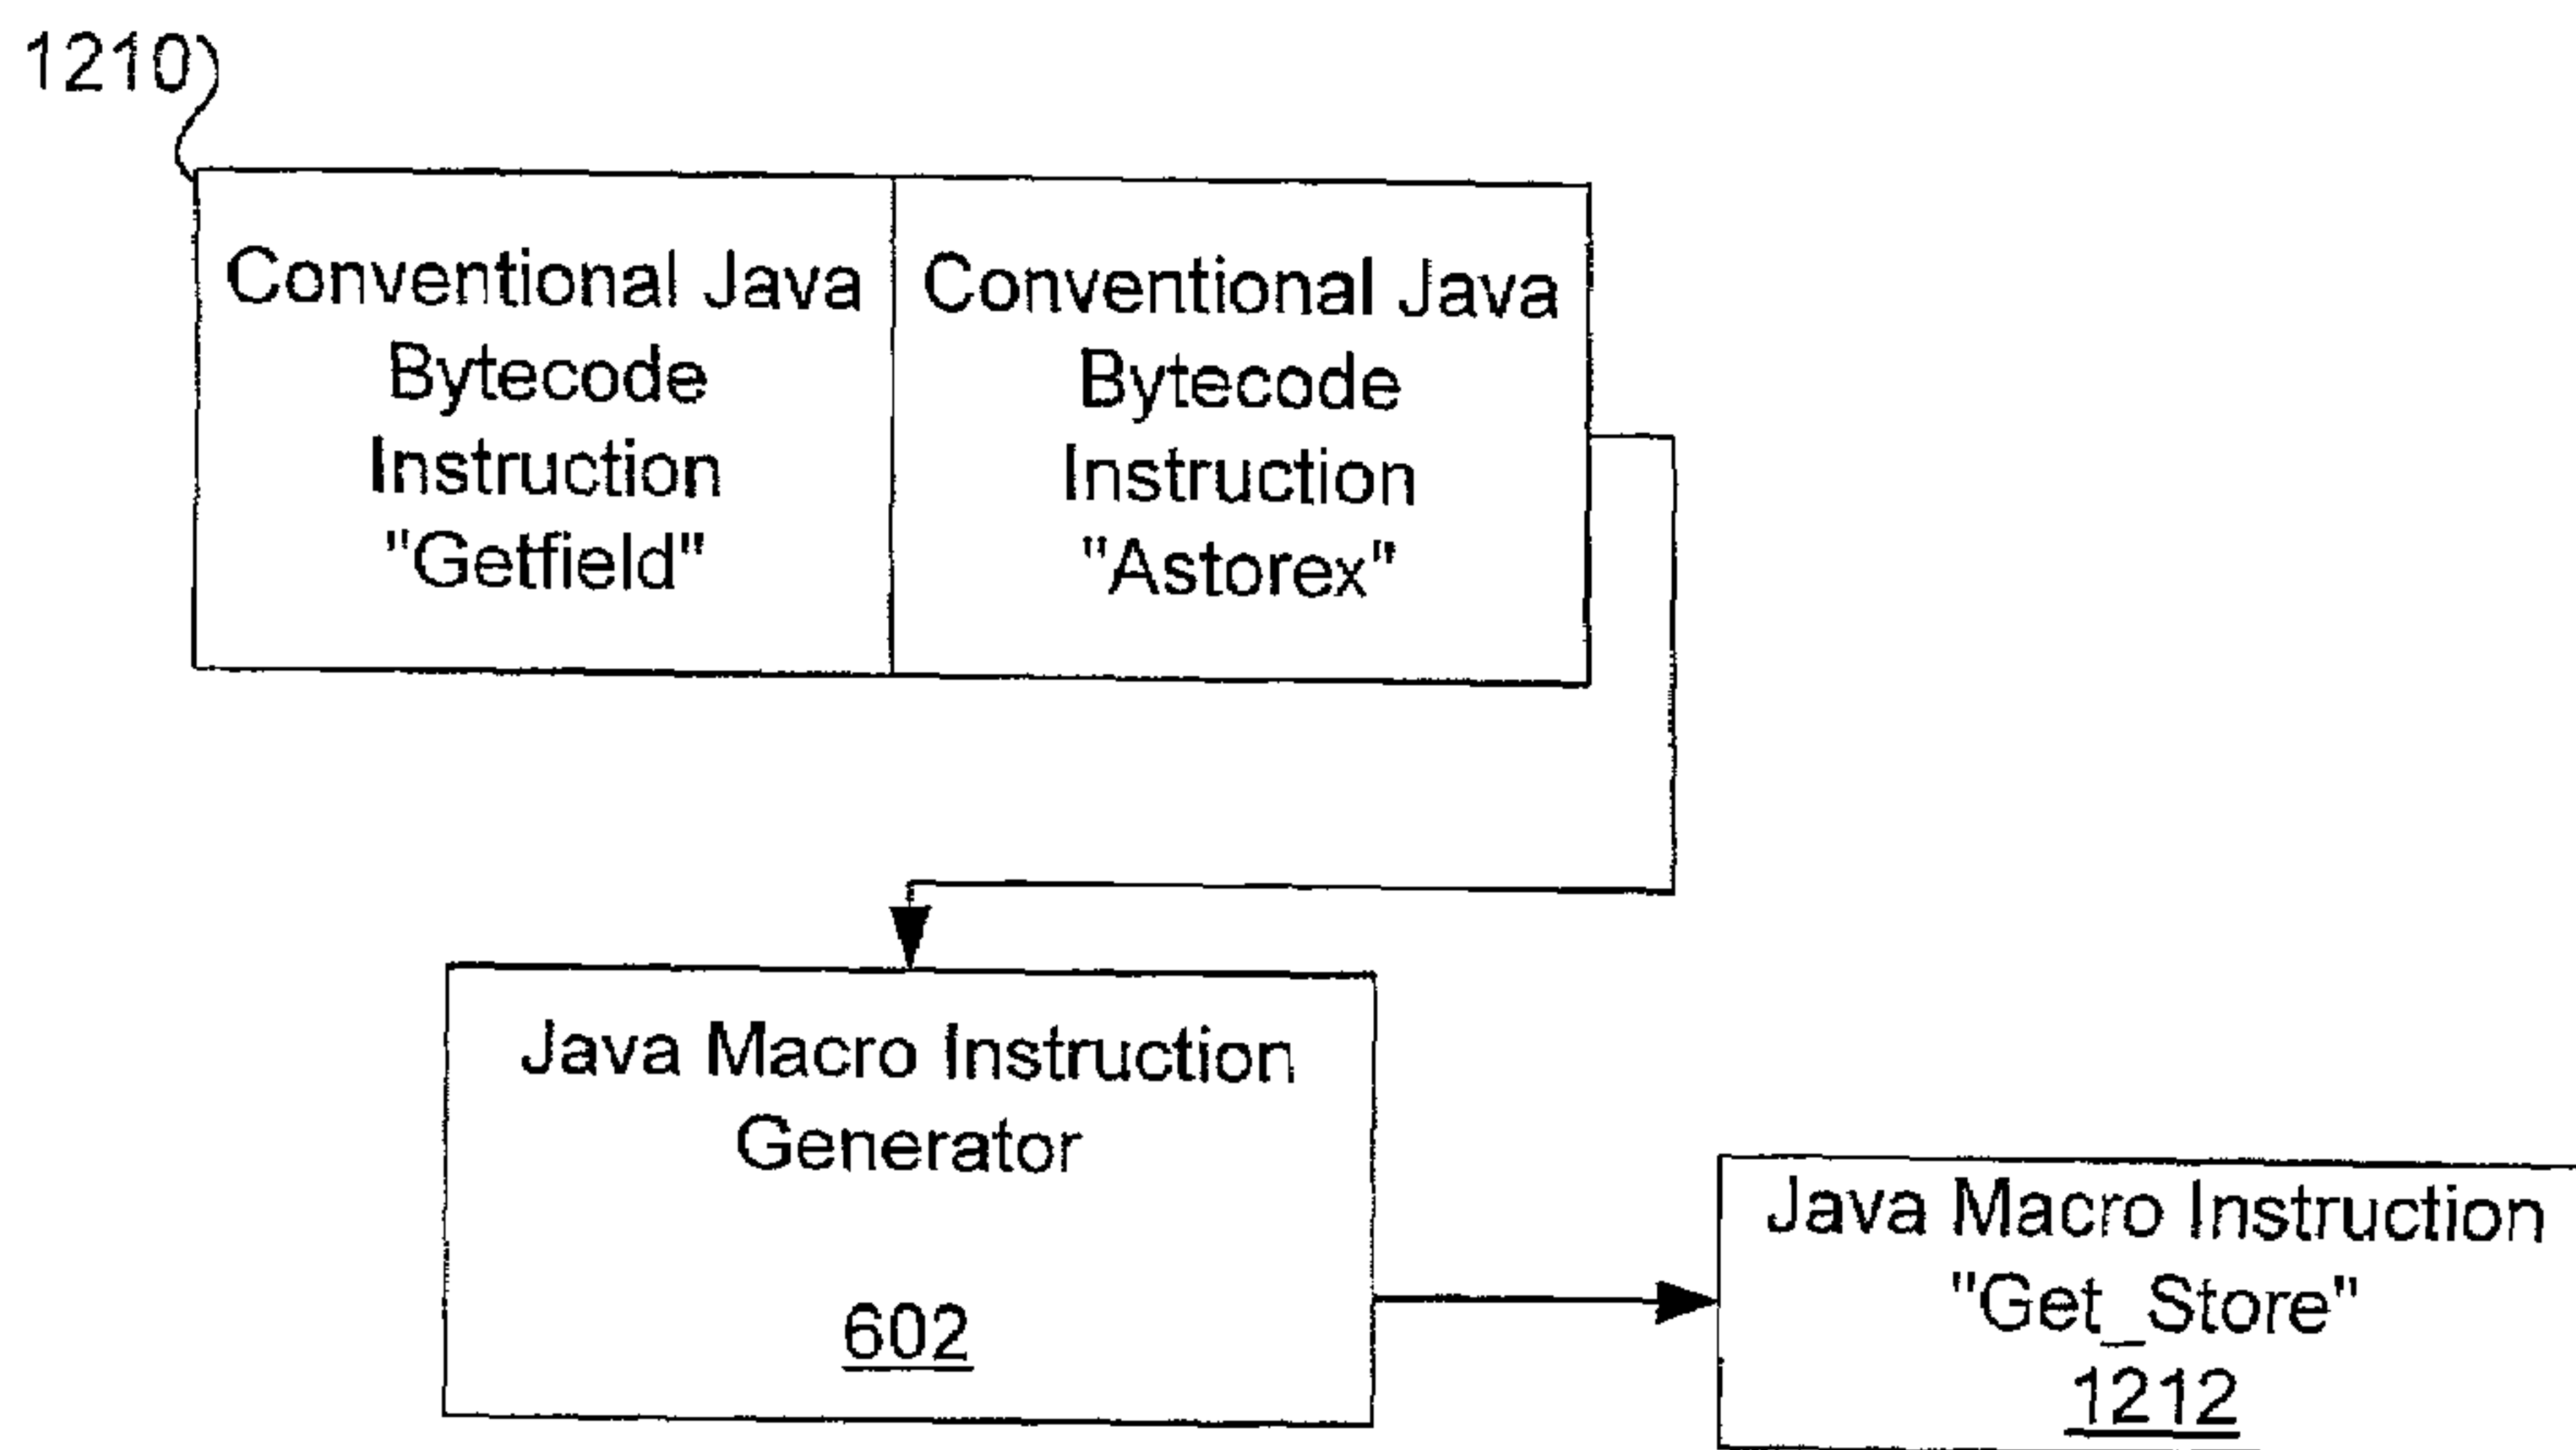 1210
Conventional Java
Bytecode
Instruction
"Getfield"
Conventional Java
Bytecode
Instruction
"Astorex"
Java Macro Instruction
Generator
602
Java Macro Instruction
"Get_Store"
1212